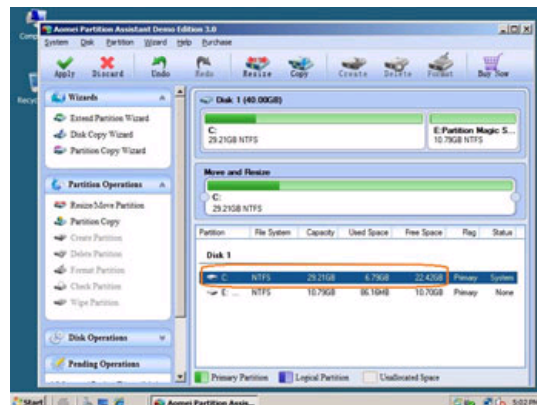 Comp
Aomei Partition Assistant Demo Edition 3.0
System Disk Partition Wizard Help Purchase
Apply Discard Undo Redo Resize Copy Create Delete Format Buy Now
Recyc
Wizards
Extend Partition Wizard
Disk Copy Wizard
Partition Copy Wizard
Partition Operations
Resize/Move Partition
Partition Copy
Create Partition
Delete Partition
Format Partition
Check Partition
Wipe Partition
Disk Operations
Pending Operations
Disk 1 (40.00GB)
C:
29.21GB NTFS
E:Partition Magic S...
10.79GB NTFS
Move and Resize
C:
29.21GB NTFS
Partition File System Capacity Used Space Free Space Flag Status
Disk 1
C: NTFS 29.21GB 6.79GB 22.42GB Primary System
E: ... NTFS 10.79GB 86.16MB 10.70GB Primary None
Primary Partition Logical Partition Unallocated Space
Start Aomei Partition Assis... 5:02 PM